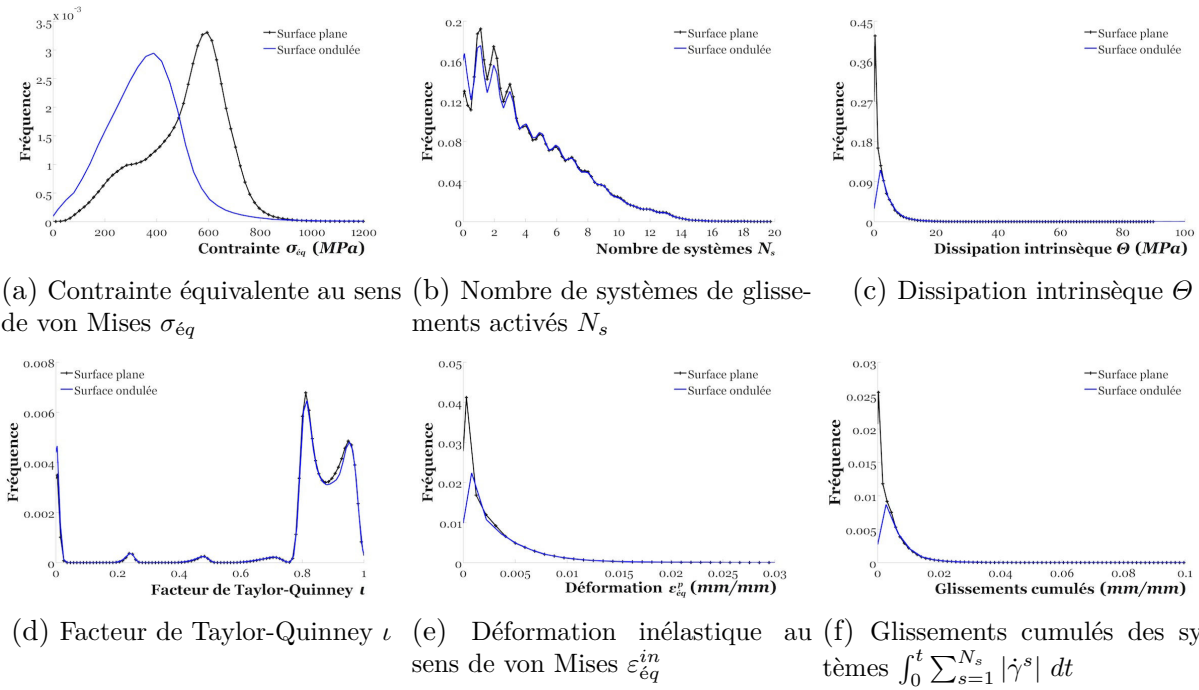 3.5 x 10⁻³
3
2.5
2
1.5
1
0.5
0
0 200 400 600 800 1000 1200
Fréquence
Contrainte σéq (MPa)
Surface plane
Surface ondulée
(a) Contrainte équivalente au sens
de von Mises σéq
0.2
0.16
0.12
0.08
0.04
0
0 2 4 6 8 10 12 14 16 18 20
Fréquence
Nombre de systèmes Ns
Surface plane
Surface ondulée
(b) Nombre de systèmes de glisse-
ments activés Ns
0.45
0.36
0.27
0.18
0.09
0
0 20 40 60 80 100
Fréquence
Dissipation intrinsèque Θ (MPa)
Surface plane
Surface ondulée
(c) Dissipation intrinsèque Θ
0.008
0.006
0.004
0.002
0
0 0.2 0.4 0.6 0.8 1
Fréquence
Facteur de Taylor-Quinney ι
Surface plane
Surface ondulée
(d) Facteur de Taylor-Quinney ι
0.05
0.04
0.03
0.02
0.01
0
0 0.005 0.01 0.015 0.02 0.025 0.03
Fréquence
Déformation ε^p_éq (mm/mm)
Surface plane
Surface ondulée
(e) Déformation inélastique au
sens de von Mises ε^in_éq
0.03
0.025
0.02
0.015
0.01
0.005
0
0 0.02 0.04 0.06 0.08 0.1
Fréquence
Glissements cumulés (mm/mm)
Surface plane
Surface ondulée
(f) Glissements cumulés des sy
tèmes ∫₀ᵗ ∑_{s=1}^{Ns} |γ̇ˢ| dt